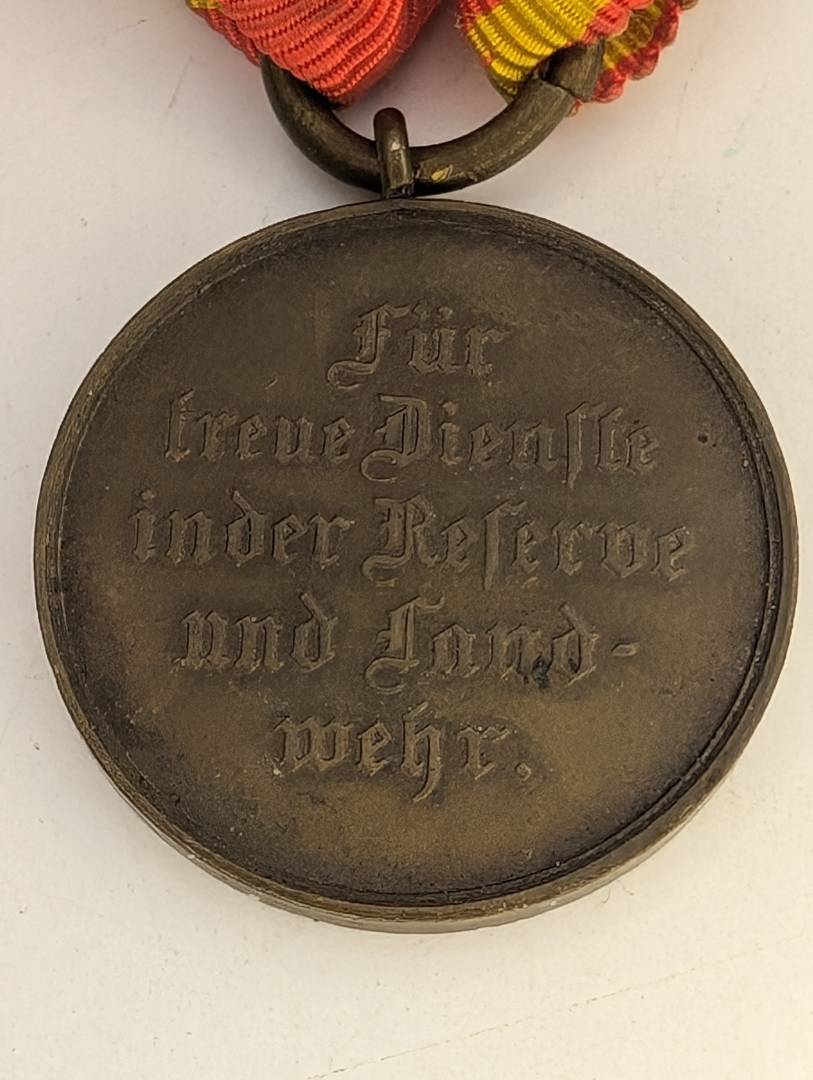 Für
treue Dienste
in der Reserve
und Land-
wehr.